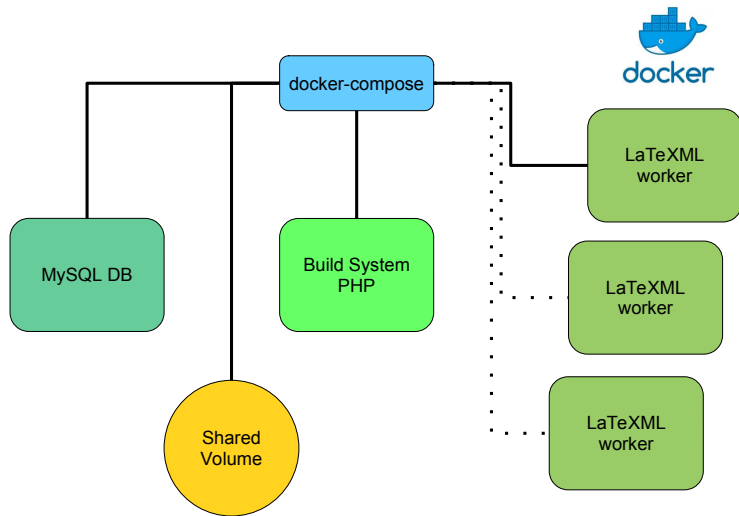 docker
docker-compose
LaTeXML
worker
MySQL DB
Build System
PHP
LaTeXML
worker
Shared
Volume
LaTeXML
worker